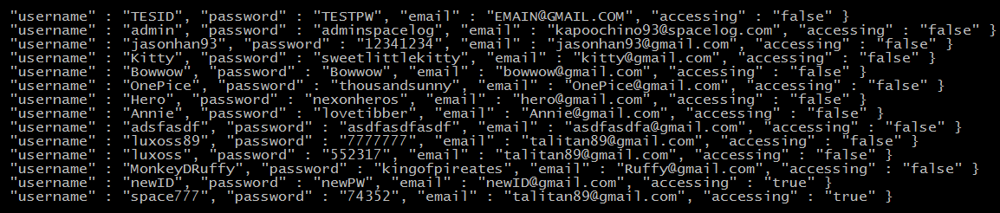 "username" : "TESID", "password" : "TESTPW", "email" : "EMAIN@GMAIL.COM", "accessing" : "false" }
"username" : "admin", "password" : "adminspacelog", "email" : "kapoochino93@spacelog.com", "accessing" : "false" }
"username" : "jasonhan93", "password" : "12341234", "email" : "jasonhan93@gmail.com", "accessing" : "false" }
"username" : "Kitty", "password" : "sweetlittlekitty", "email" : "kitty@gmail.com", "accessing" : "false" }
"username" : "Bowwow", "password" : "Bowwow", "email" : "bowwow@gmail.com", "accessing" : "false" }
"username" : "OnePice", "password" : "thousandsunny", "email" : "OnePice@gmail.com", "accessing" : "false" }
"username" : "Hero", "password" : "nexonheros", "email" : "hero@gmail.com", "accessing" : "false" }
"username" : "Annie", "password" : "lovetibber", "email" : "Annie@gmail.com", "accessing" : "false" }
"username" : "adsfasdf", "password" : "asdfasdfasdf", "email" : "asdfasdfa@gmail.com", "accessing" : "false" }
"username" : "luxoss89", "password" : "7777777", "email" : "talitan89@gmail.com", "accessing" : "false" }
"username" : "luxoss", "password" : "552317", "email" : "talitan89@gmail.com", "accessing" : "false" }
"username" : "MonkeyDRuffy", "password" : "kingofpireates", "email" : "Ruffy@gmail.com", "accessing" : "false" }
"username" : "newID", "password" : "newPW", "email" : "newID@gmail.com", "accessing" : "true" }
"username" : "space777", "password" : "74352", "email" : "talitan89@gmail.com", "accessing" : "true" }